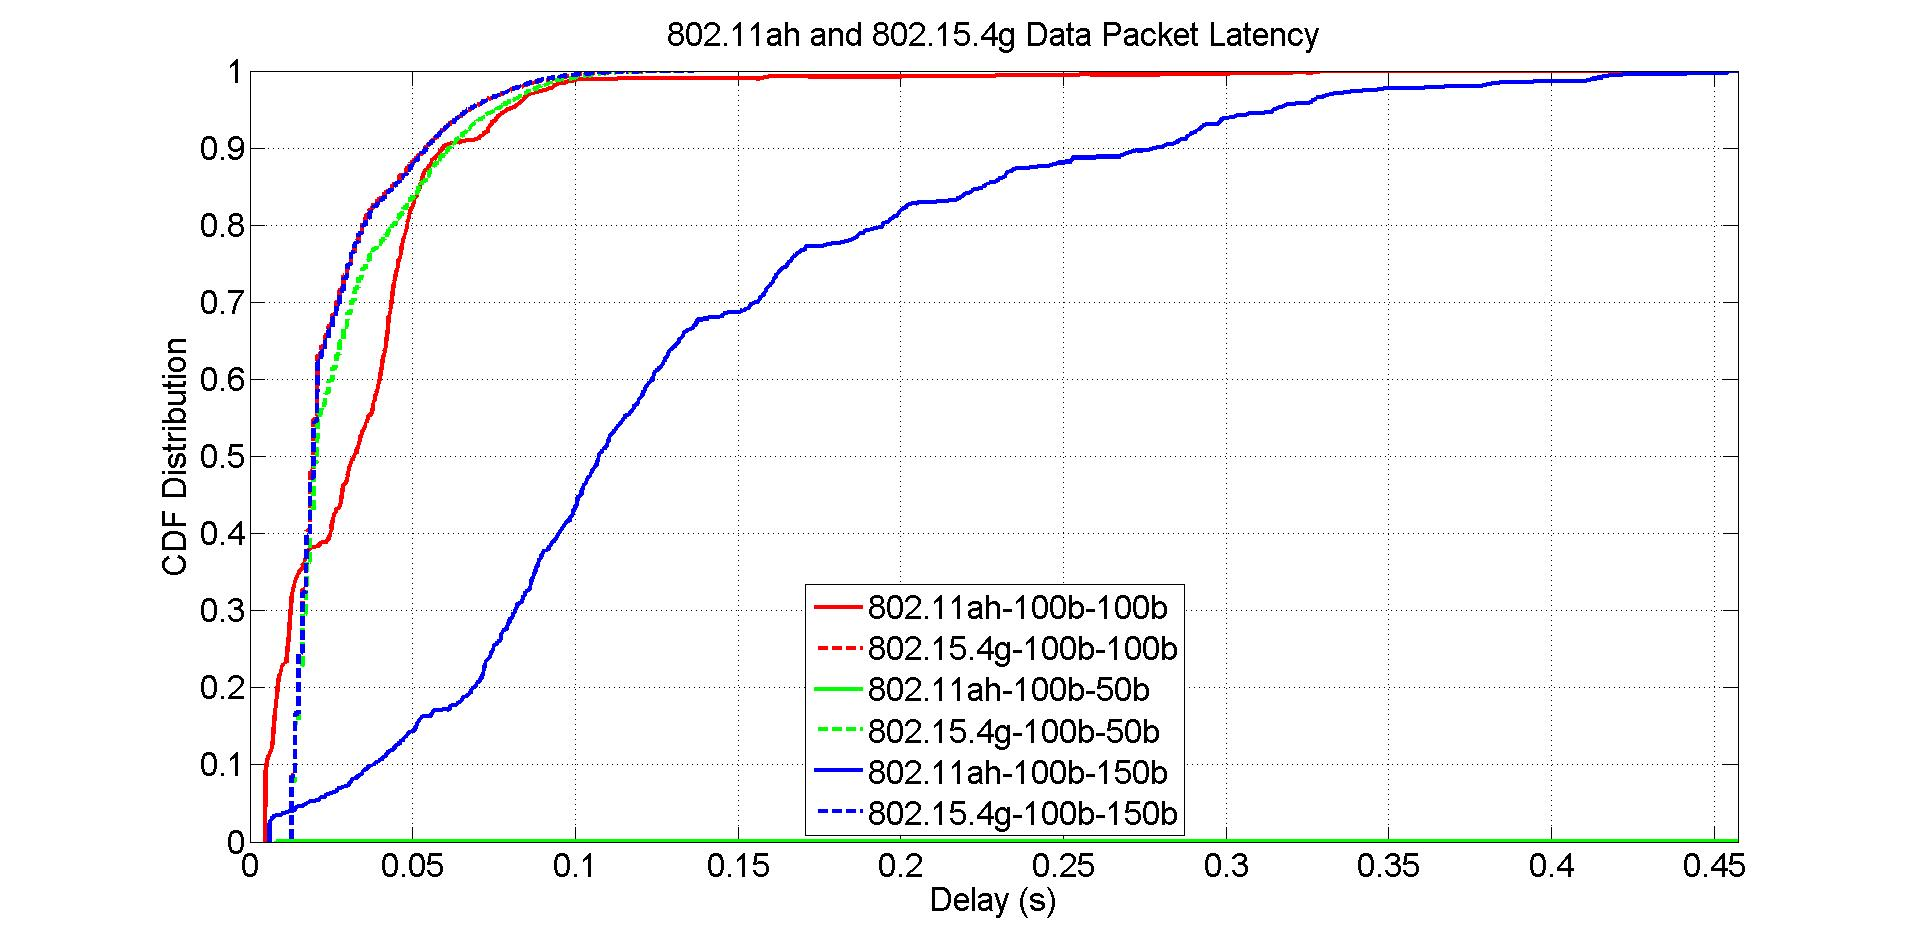 802.11ah and 802.15.4g Data Packet Latency
1
0.9
0.8
0.7
0.6
0.5
0.4
0.3
0.2
0.1
0
CDF Distribution
802.11ah-100b-100b
802.15.4g-100b-100b
802.11ah-100b-50b
802.15.4g-100b-50b
802.11ah-100b-150b
802.15.4g-100b-150b
0 0.05 0.1 0.15 0.2 0.25 0.3 0.35 0.4 0.45
Delay (s)